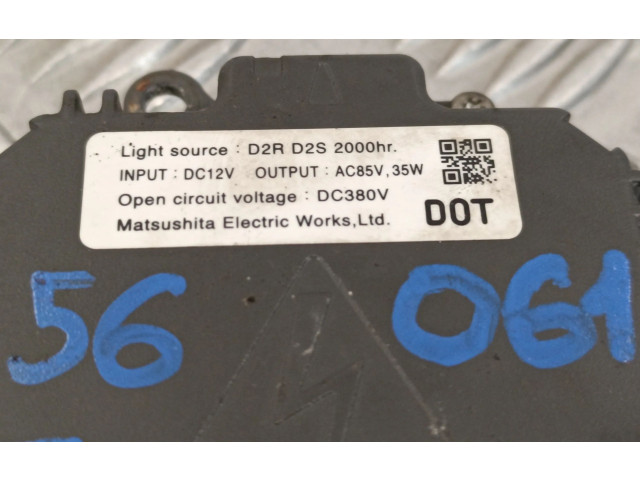 Light source : D2R D2S 2000hr.
INPUT : DC12V OUTPUT : AC85V, 35W
Open circuit voltage : DC380V
Matsushita Electric Works,Ltd.
DOT
56
061